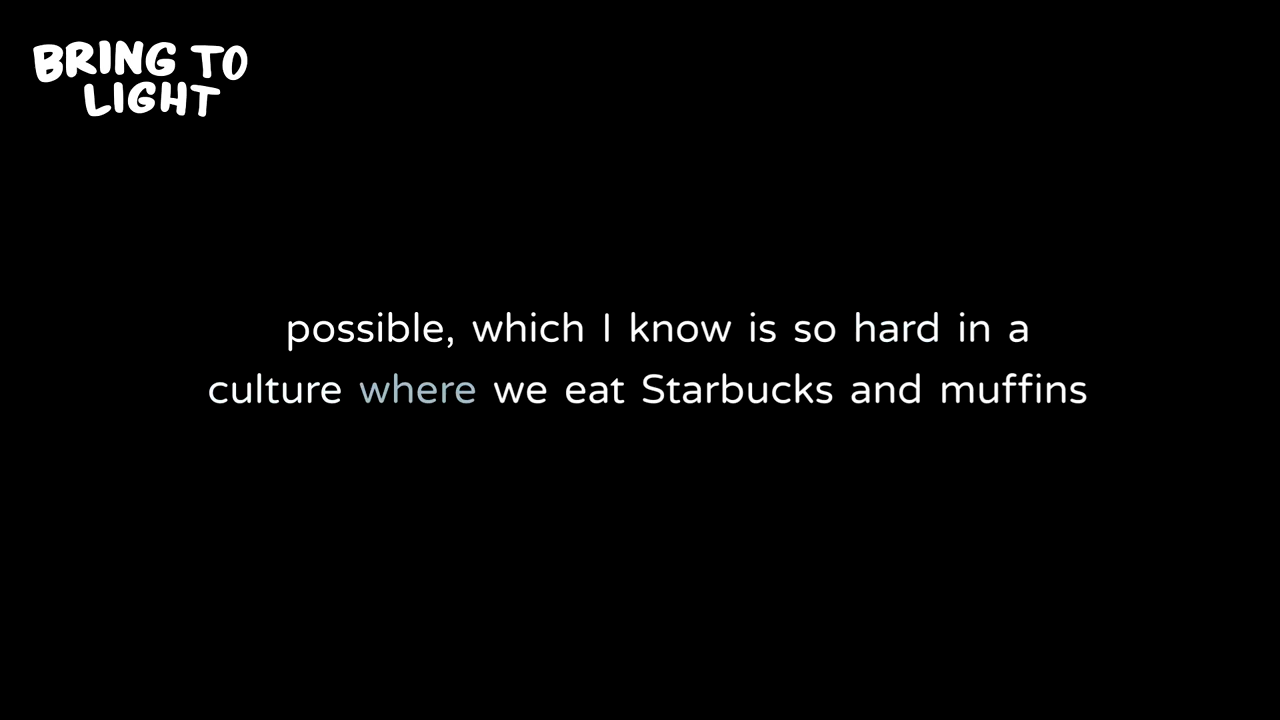 BRING TO
LIGHT
possible, which I know is so hard in a
culture where we eat Starbucks and muffins